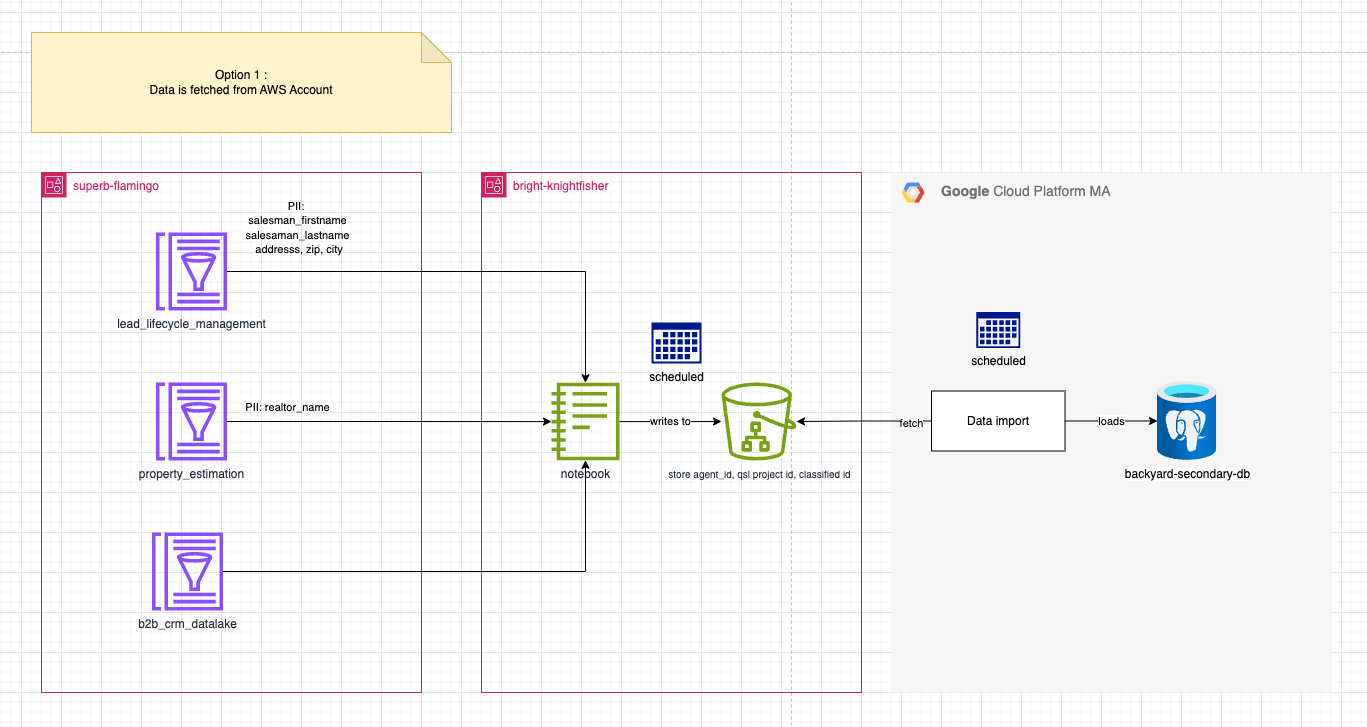 Option 1 :
Data is fetched from AWS Account
superb-flamingo
PII:
salesman_firstname
salesaman_lastname
addresss, zip, city
lead_lifecycle_management
PII: realtor_name
property_estimation
b2b_crm_datalake
bright-knightfisher
scheduled
notebook
writes to
store agent_id, qsl project id, classified id
Google Cloud Platform MA
scheduled
fetch
Data import
loads
backyard-secondary-db